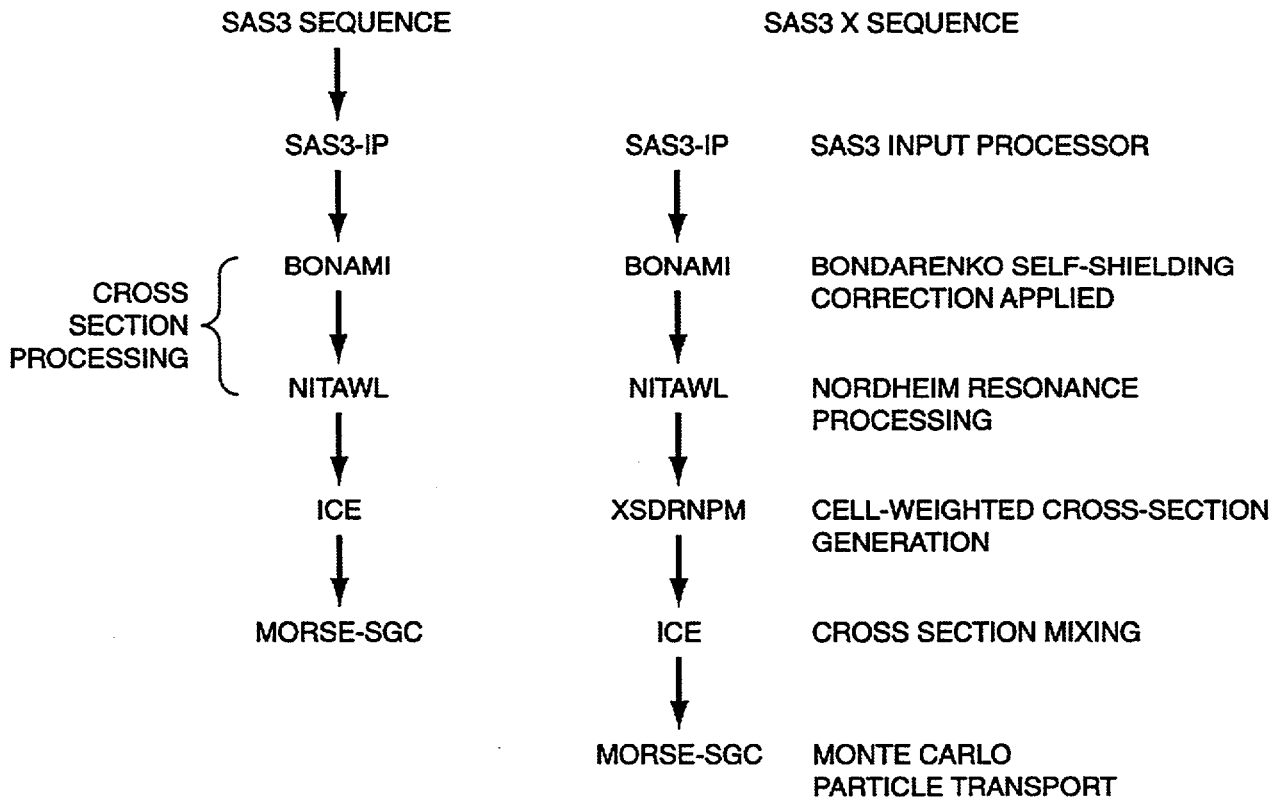 SAS3 SEQUENCE
SAS3 X SEQUENCE
SAS3-IP
SAS3-IP
SAS3 INPUT PROCESSOR
CROSS
SECTION
PROCESSING
BONAMI
BONAMI
BONDARENKO SELF-SHIELDING
CORRECTION APPLIED
NITAWL
NITAWL
NORDHEIM RESONANCE
PROCESSING
ICE
XSDRNPM
CELL-WEIGHTED CROSS-SECTION
GENERATION
MORSE-SGC
ICE
CROSS SECTION MIXING
MORSE-SGC
MONTE CARLO
PARTICLE TRANSPORT